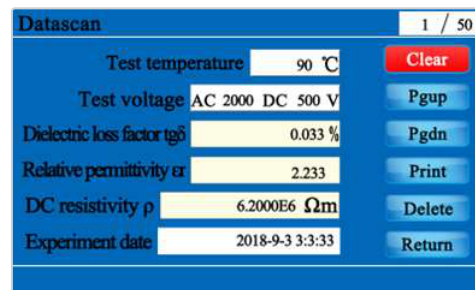 Datascan 1 / 50
Test temperature 90 ℃ Clear
Test voltage AC 2000 DC 500 V Pgup
Dielectric loss factor tgδ 0.033 % Pgdn
Relative permittivity εr 2.233 Print
DC resistivity ρ 6.2000E6 Ωm Delete
Experiment date 2018-9-3 3:3:33 Return